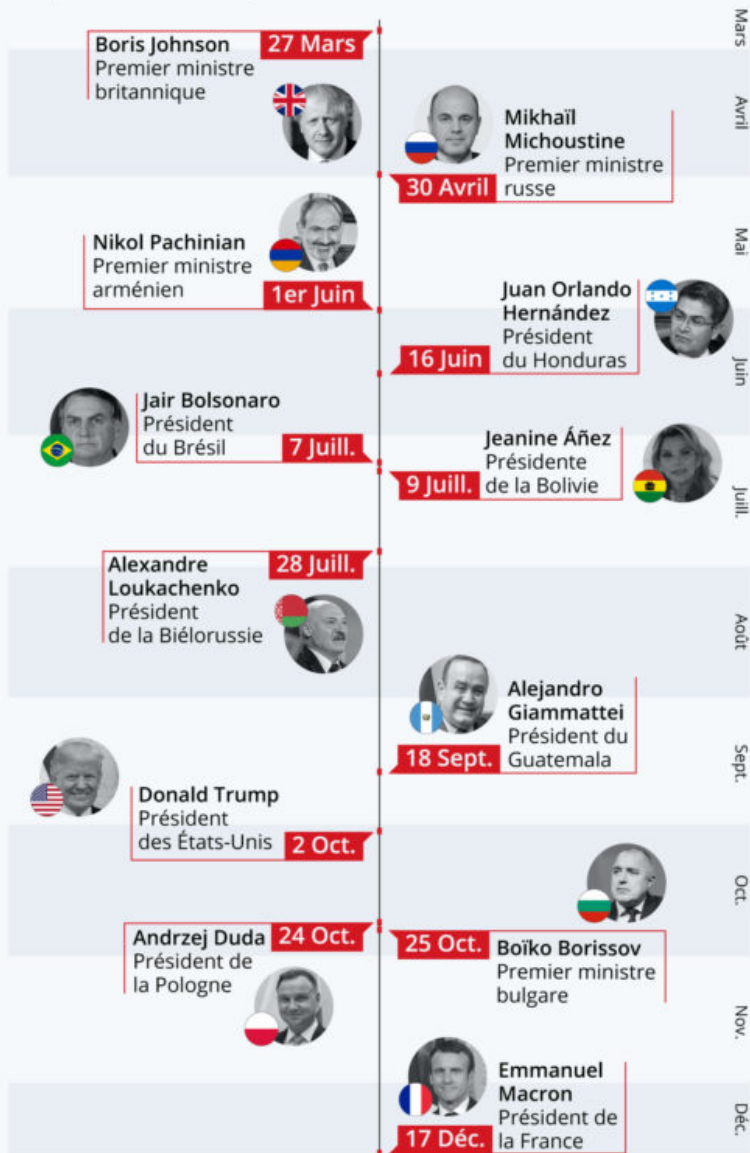 Boris Johnson
Premier ministre
britannique
27 Mars
Mikhaïl
Michoustine
Premier ministre
russe
30 Avril
Nikol Pachinian
Premier ministre
arménien
1er Juin
Juan Orlando
Hernández
Président
du Honduras
16 Juin
Jair Bolsonaro
Président
du Brésil
7 Juill.
Jeanine Áñez
Présidente
de la Bolivie
9 Juill.
Alexandre
Loukachenko
Président
de la Biélorussie
28 Juill.
Alejandro
Giammattei
Président du
Guatemala
18 Sept.
Donald Trump
Président
des États-Unis
2 Oct.
Andrzej Duda
Président de
la Pologne
24 Oct.
25 Oct.
Boïko Borissov
Premier ministre
bulgare
Emmanuel
Macron
Président de
la France
17 Déc.
Mars
Avril
Mai
Juin
Juill.
Août
Sept.
Oct.
Nov.
Déc.